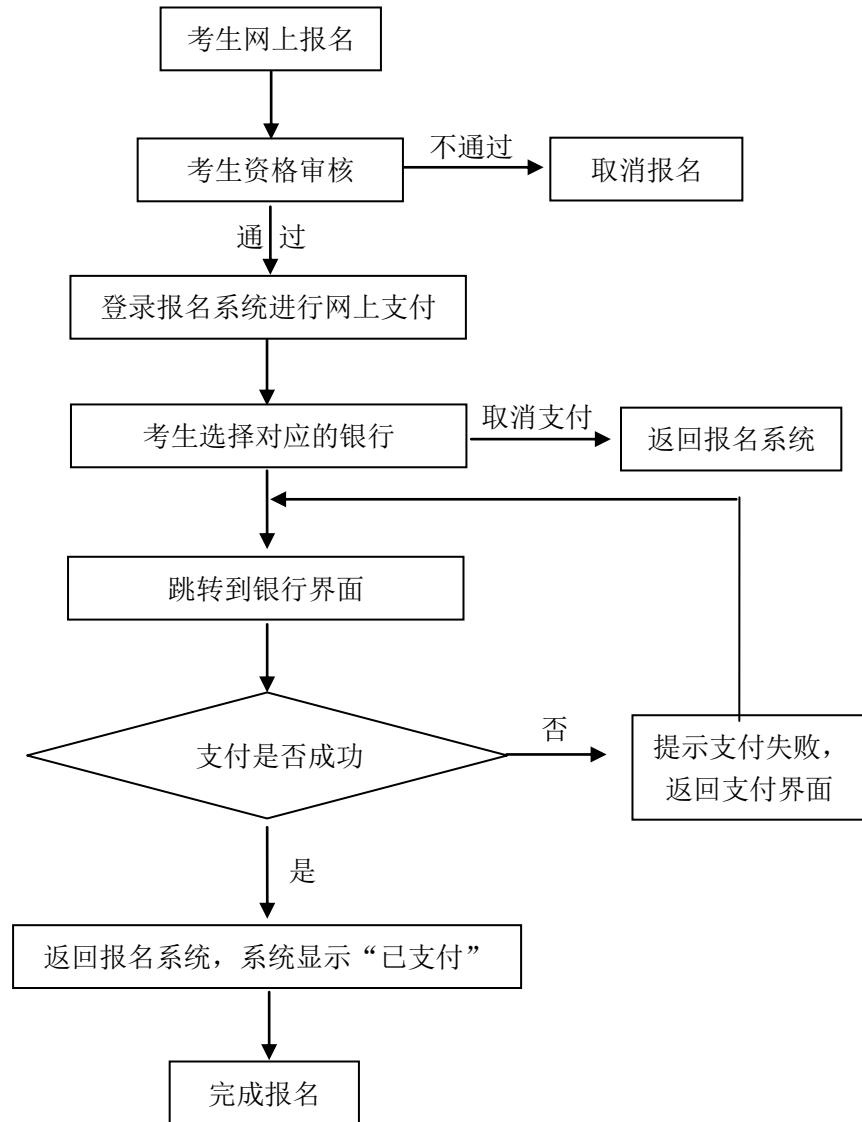 考生网上报名
考生资格审核
不通过
取消报名
通过
登录报名系统进行网上支付
考生选择对应的银行
取消支付
返回报名系统
跳转到银行界面
支付是否成功
否
提示支付失败，
返回支付界面
是
返回报名系统，系统显示“已支付”
完成报名